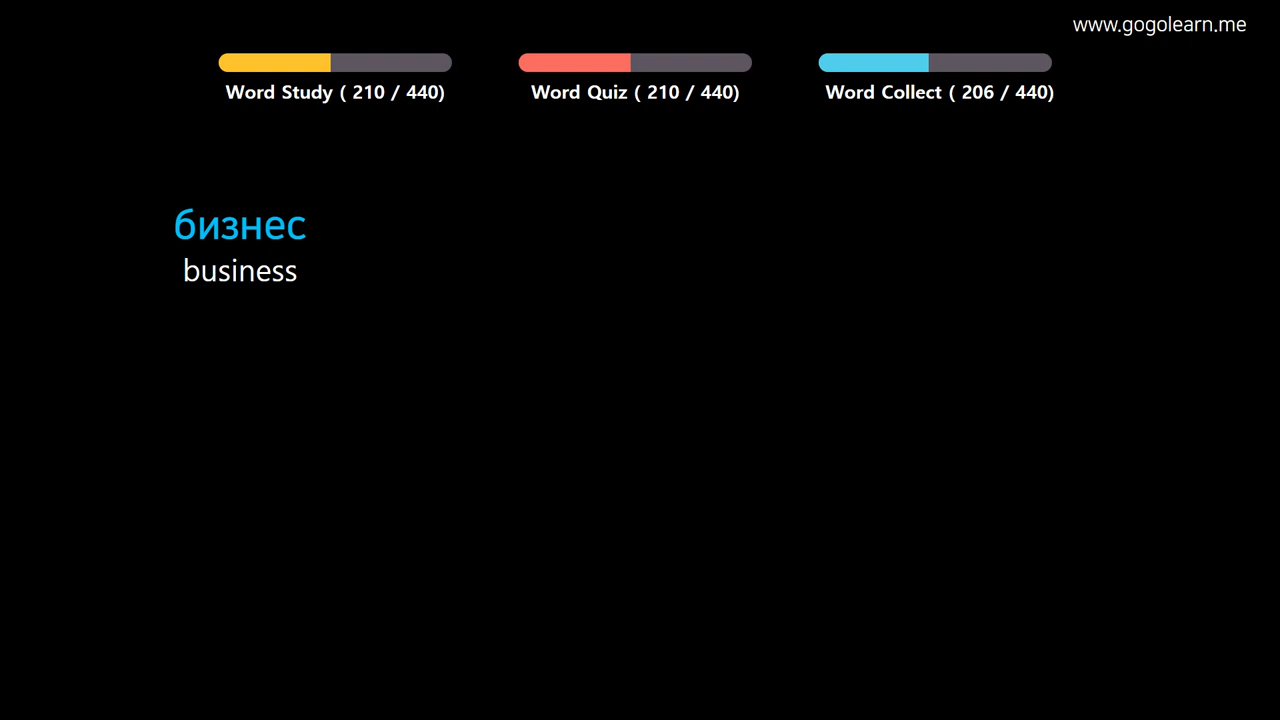 www.gogolearn.me
Word Study ( 210 / 440)
Word Quiz ( 210 / 440)
Word Collect ( 206 / 440)
бизнес
business